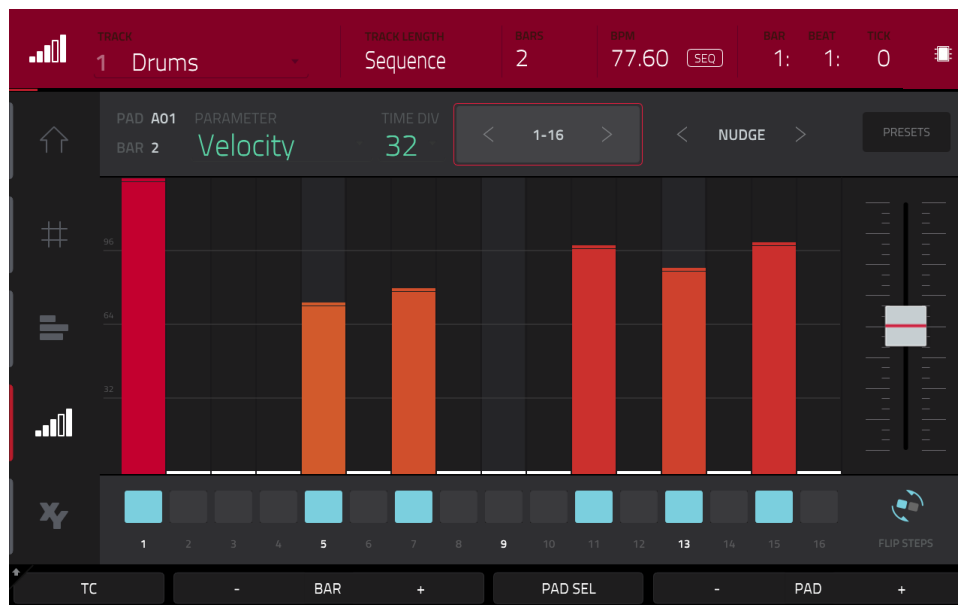 TRACK TRACK LENGTH BARS BPM BAR BEAT TICK
1 Drums Sequence 2 77.60 SEQ 1: 1: 0
PAD A01 PARAMETER TIME DIV
BAR 2 Velocity 32 < 1-16 > < NUDGE > PRESETS
96
64
32
XY
1 2 3 4 5 6 7 8 9 10 11 12 13 14 15 16 FLIP STEPS
TC - BAR + PAD SEL - PAD +